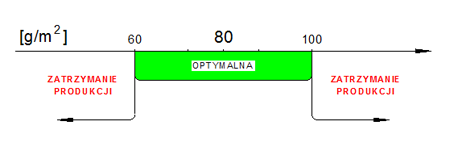 [g/m²] 60 80 100
OPTYMALNA
ZATRZYMANIE
PRODUKCJI
ZATRZYMANIE
PRODUKCJI